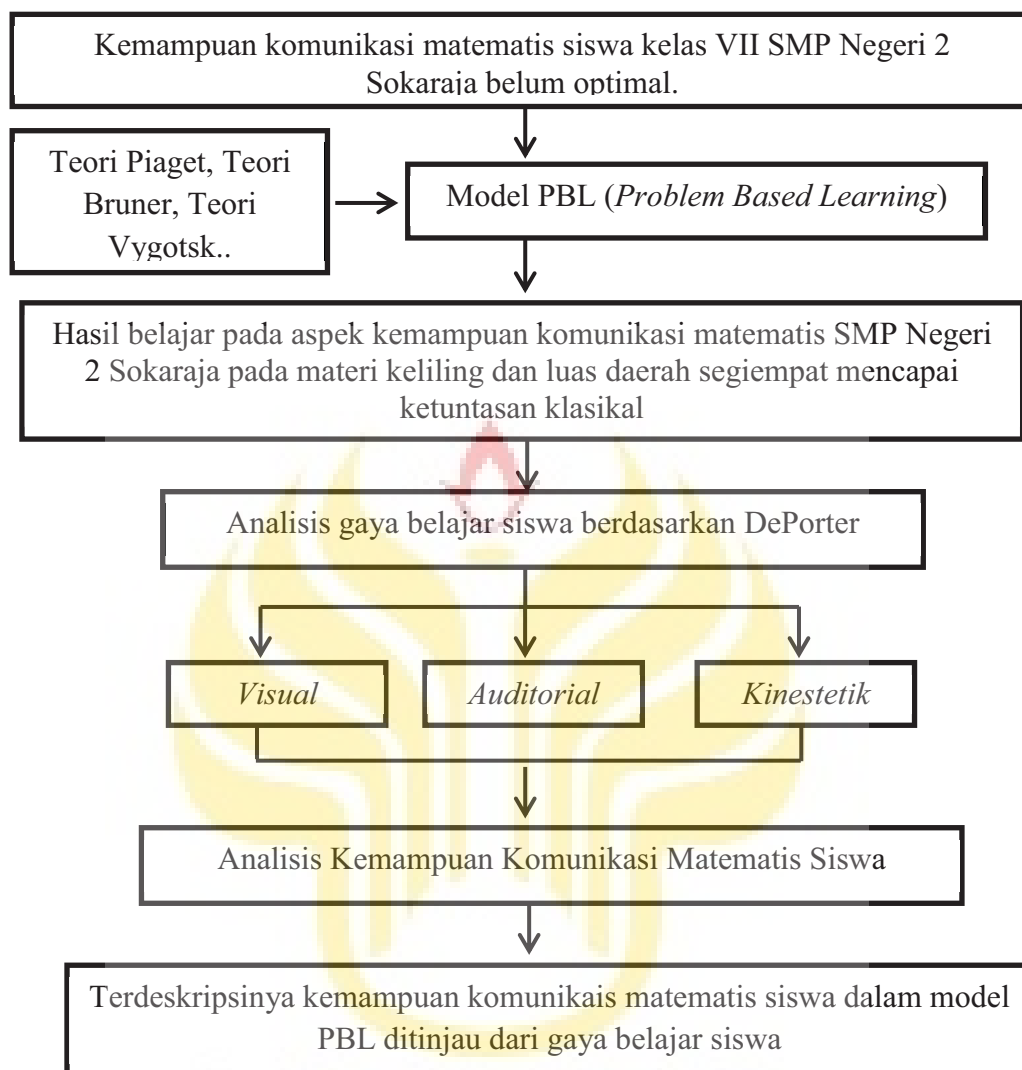 Kemampuan komunikasi matematis siswa kelas VII SMP Negeri 2
Sokaraja belum optimal.
Teori Piaget, Teori
Bruner, Teori
Vygotsk..
Model PBL (Problem Based Learning)
Hasil belajar pada aspek kemampuan komunikasi matematis SMP Negeri
2 Sokaraja pada materi keliling dan luas daerah segiempat mencapai
ketuntasan klasikal
Analisis gaya belajar siswa berdasarkan DePorter
Visual
Auditorial
Kinestetik
Analisis Kemampuan Komunikasi Matematis Siswa
Terdeskripsinya kemampuan komunikais matematis siswa dalam model
PBL ditinjau dari gaya belajar siswa